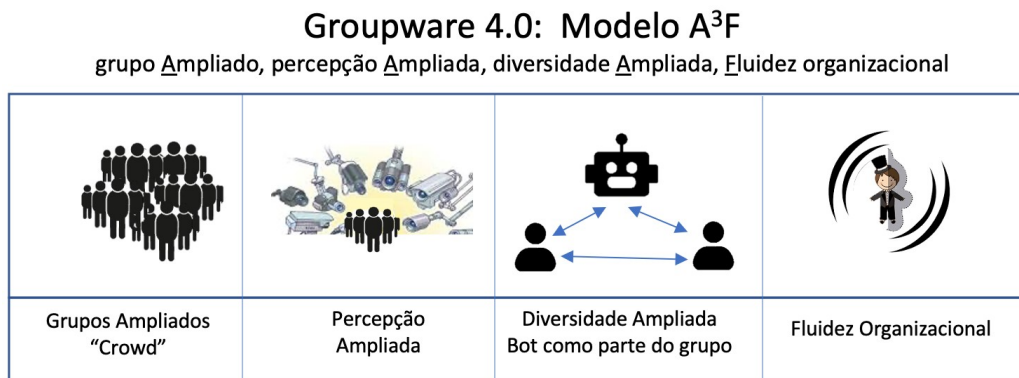 Groupware 4.0:  Modelo A³F
grupo Ampliado, percepção Ampliada, diversidade Ampliada, Fluidez organizacional
Grupos Ampliados
“Crowd”
Percepção
Ampliada
Diversidade Ampliada
Bot como parte do grupo
Fluidez Organizacional